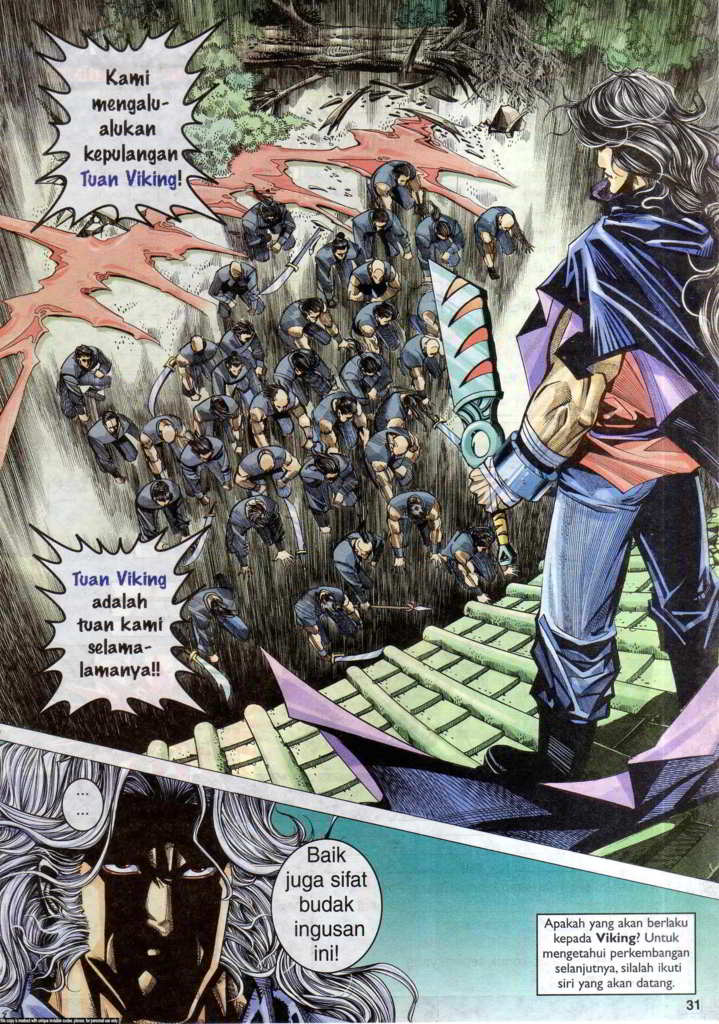 Kami
mengalu-
alukan
kepulangan
Tuan Viking!
Tuan Viking
adalah
tuan kami
selama-
lamanya!!
...
...
Baik
juga sifat
budak
ingusan
ini!
Apakah yang akan berlaku
kepada Viking? Untuk
mengetahui perkembangan
selanjutnya, silalah ikuti
siri yang akan datang.
31